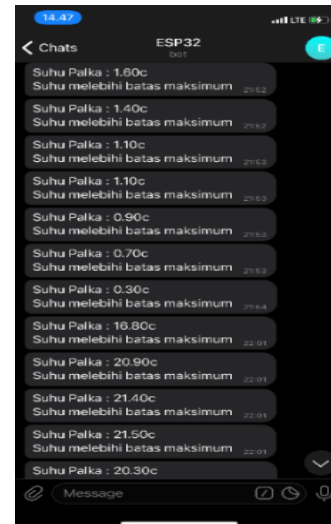 14.47
LTE
Chats
ESP32
bot
E
Suhu Palka : 1.60c
Suhu melebihi batas maksimum 21:52
Suhu Palka : 1.40c
Suhu melebihi batas maksimum 21:52
Suhu Palka : 1.10c
Suhu melebihi batas maksimum 21:53
Suhu Palka : 1.10c
Suhu melebihi batas maksimum 21:53
Suhu Palka : 0.90c
Suhu melebihi batas maksimum 21:53
Suhu Palka : 0.70c
Suhu melebihi batas maksimum 21:53
Suhu Palka : 0.30c
Suhu melebihi batas maksimum 21:54
Suhu Palka : 16.80c
Suhu melebihi batas maksimum 22:01
Suhu Palka : 20.90c
Suhu melebihi batas maksimum 22:01
Suhu Palka : 21.40c
Suhu melebihi batas maksimum 22:01
Suhu Palka : 21.50c
Suhu melebihi batas maksimum 22:01
Suhu Palka : 20.30c
Message